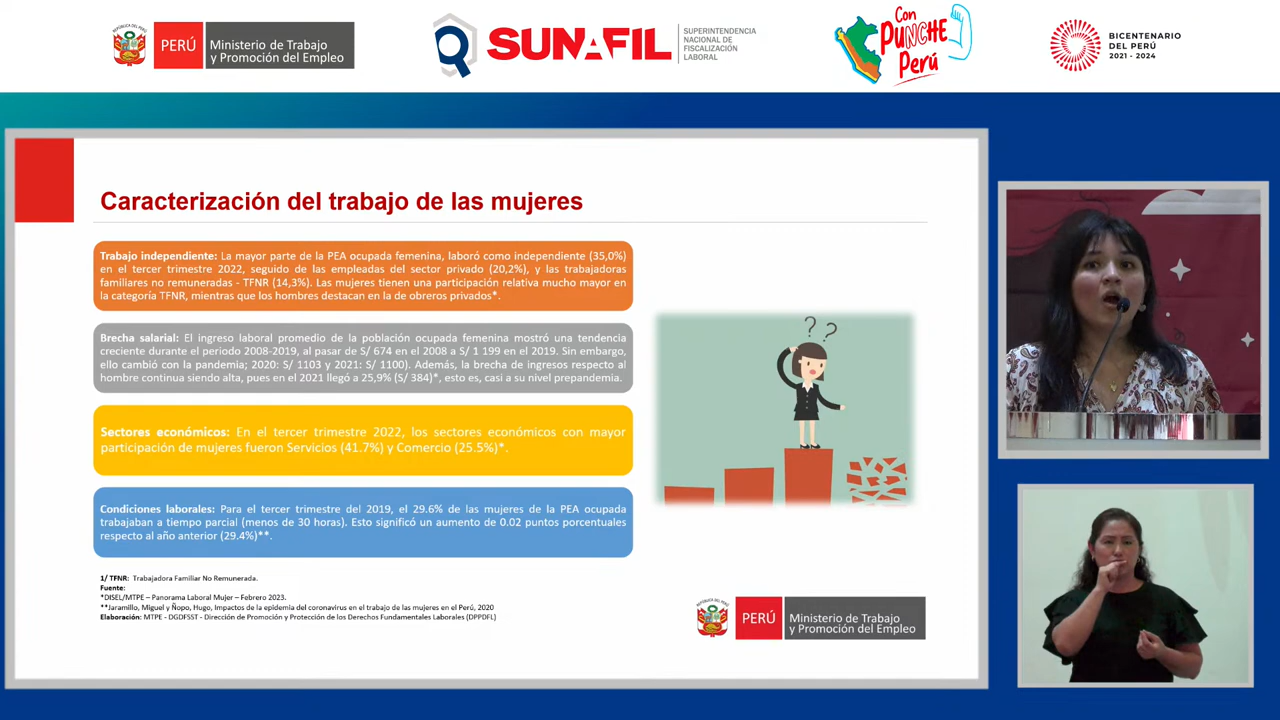 PERÚ
Ministerio de Trabajo
y Promoción del Empleo
SUNAFIL
SUPERINTENDENCIA
NACIONAL DE
FISCALIZACIÓN
LABORAL
Con
PUNCHE
Perú
BICENTENARIO
DEL PERÚ
2021 - 2024
Caracterización del trabajo de las mujeres
Trabajo independiente: La mayor parte de la PEA ocupada femenina, laboró como independiente (35,0%)
en el tercer trimestre 2022, seguido de las empleadas del sector privado (20,2%), y las trabajadoras
familiares no remuneradas - TFNR (14,3%). Las mujeres tienen una participación relativa mucho mayor en
la categoría TFNR, mientras que los hombres destacan en la de obreros privados*.
Brecha salarial: El ingreso laboral promedio de la población ocupada femenina mostró una tendencia
creciente durante el periodo 2008-2019, al pasar de S/ 674 en el 2008 a S/ 1 199 en el 2019. Sin embargo,
ello cambió con la pandemia; 2020: S/ 1103 y 2021: S/ 1100). Además, la brecha de ingresos respecto al
hombre continua siendo alta, pues en el 2021 llegó a 25,9% (S/ 384)*, esto es, casi a su nivel prepandemia.
Sectores económicos: En el tercer trimestre 2022, los sectores económicos con mayor
participación de mujeres fueron Servicios (41.7%) y Comercio (25.5%)*.
Condiciones laborales: Para el tercer trimestre del 2019, el 29.6% de las mujeres de la PEA ocupada
trabajaban a tiempo parcial (menos de 30 horas). Esto significó un aumento de 0.02 puntos porcentuales
respecto al año anterior (29.4%)**.
1/ TFNR: Trabajadora Familiar No Remunerada.
Fuente:
*DISEL/MTPE – Panorama Laboral Mujer – Febrero 2023.
**Jaramillo, Miguel y Ñopo, Hugo, Impactos de la epidemia del coronavirus en el trabajo de las mujeres en el Perú, 2020
Elaboración: MTPE - DGDFSST - Dirección de Promoción y Protección de los Derechos Fundamentales Laborales (DPPDFL)
? ?
PERÚ
Ministerio de Trabajo
y Promoción del Empleo